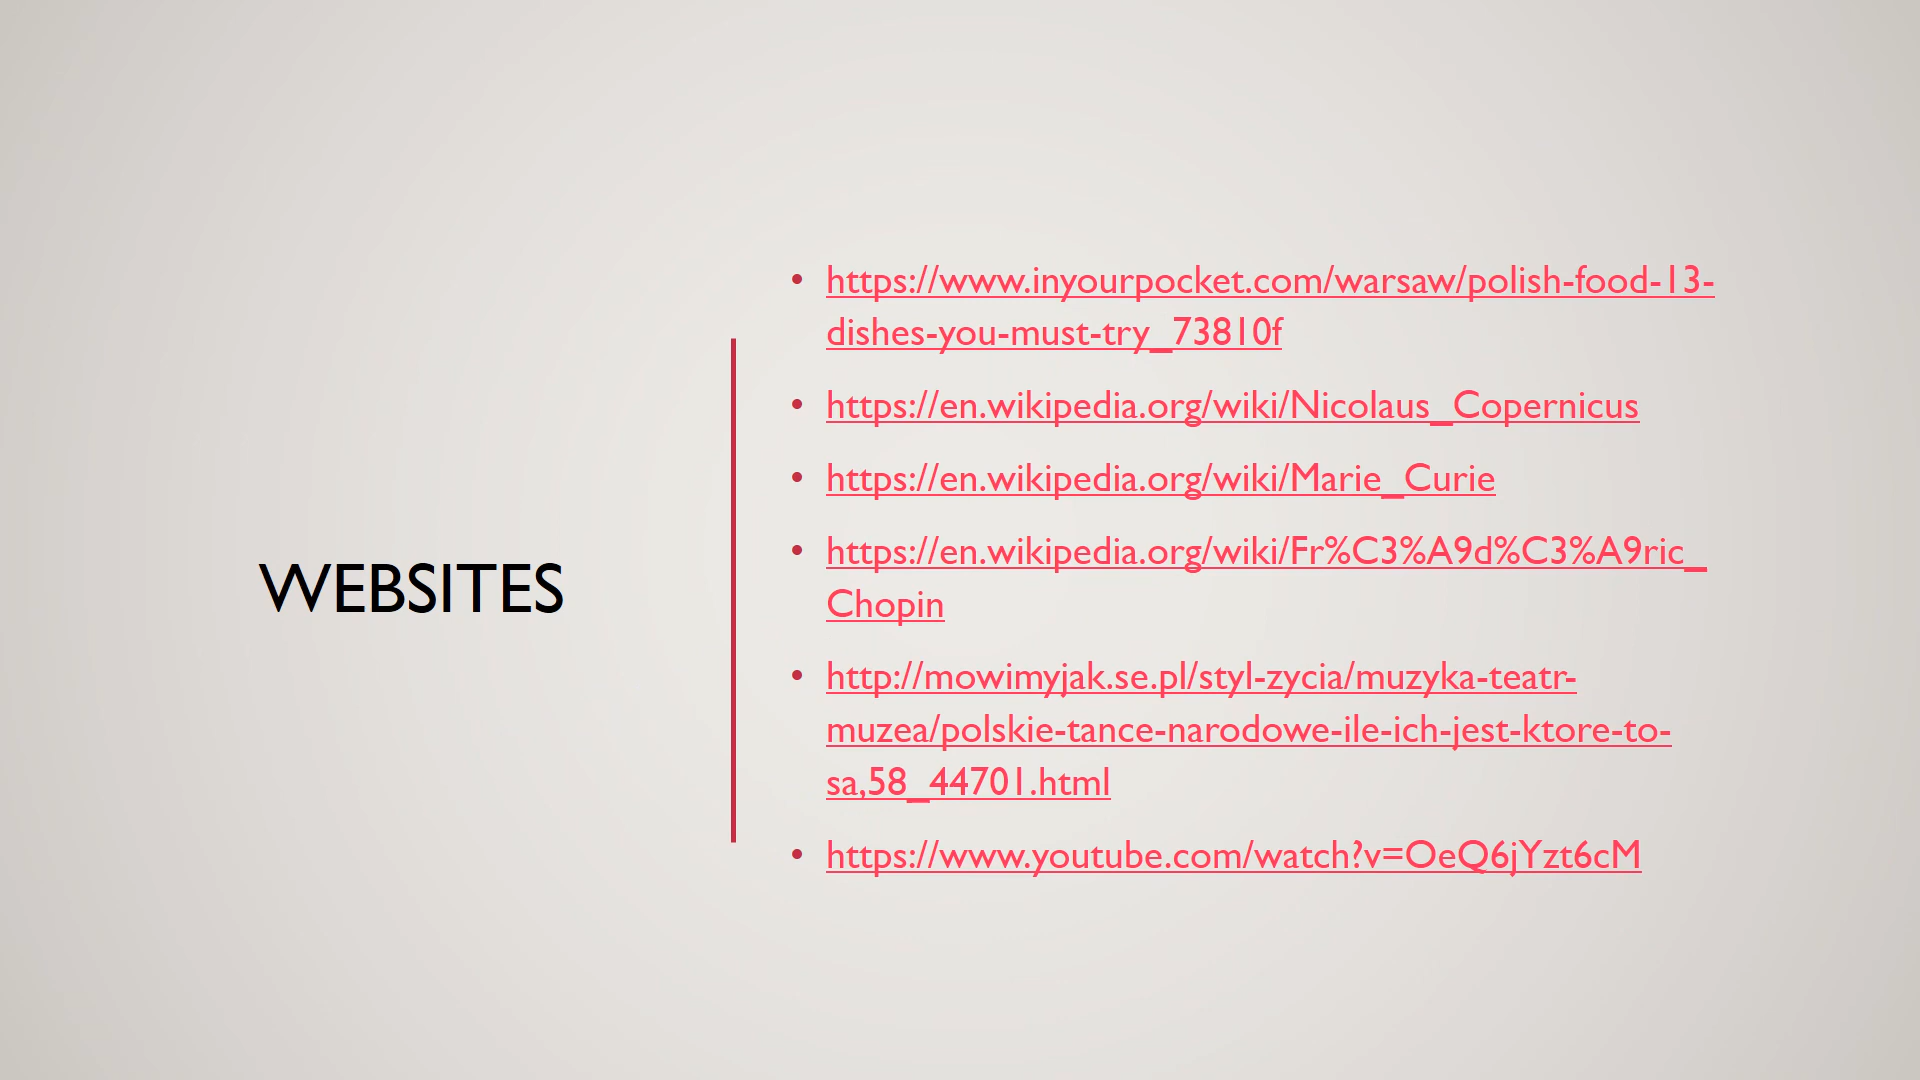 WEBSITES
• https://www.inyourpocket.com/warsaw/polish-food-13-
dishes-you-must-try_73810f
• https://en.wikipedia.org/wiki/Nicolaus_Copernicus
• https://en.wikipedia.org/wiki/Marie_Curie
• https://en.wikipedia.org/wiki/Fr%C3%A9d%C3%A9ric_
Chopin
• http://mowimyjak.se.pl/styl-zycia/muzyka-teatr-
muzea/polskie-tance-narodowe-ile-ich-jest-ktore-to-
sa,58_44701.html
• https://www.youtube.com/watch?v=OeQ6jYzt6cM